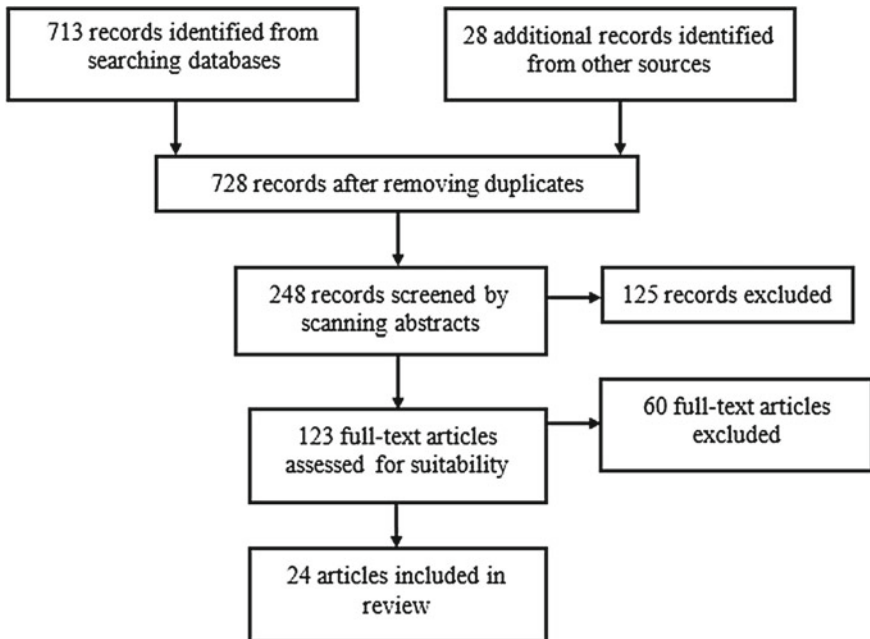 713 records identified from
searching databases
28 additional records identified
from other sources
728 records after removing duplicates
248 records screened by
scanning abstracts
125 records excluded
123 full-text articles
assessed for suitability
60 full-text articles
excluded
24 articles included in
review